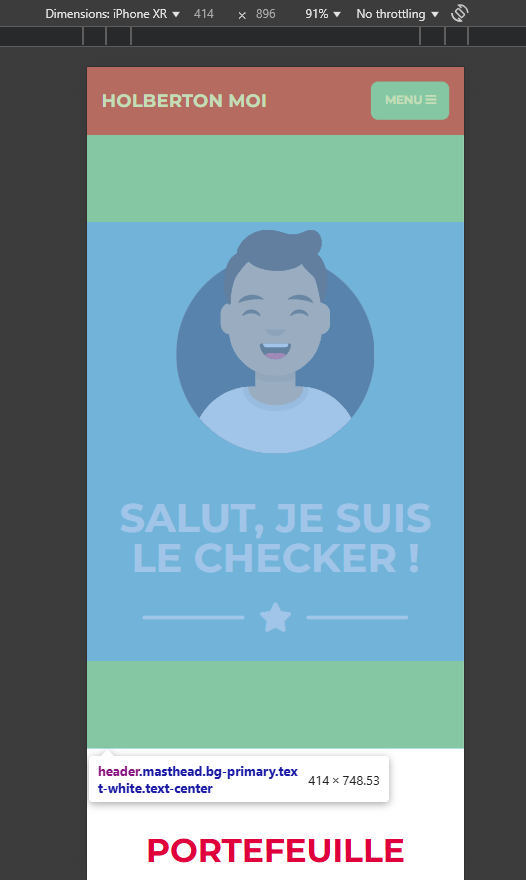 Dimensions: iPhone XR 414 × 896 91% No throttling
HOLBERTON MOI
MENU
SALUT, JE SUIS
LE CHECKER !
header.masthead.bg-primary.tex
t-white.text-center
414 × 748.53
PORTEFEUILLE